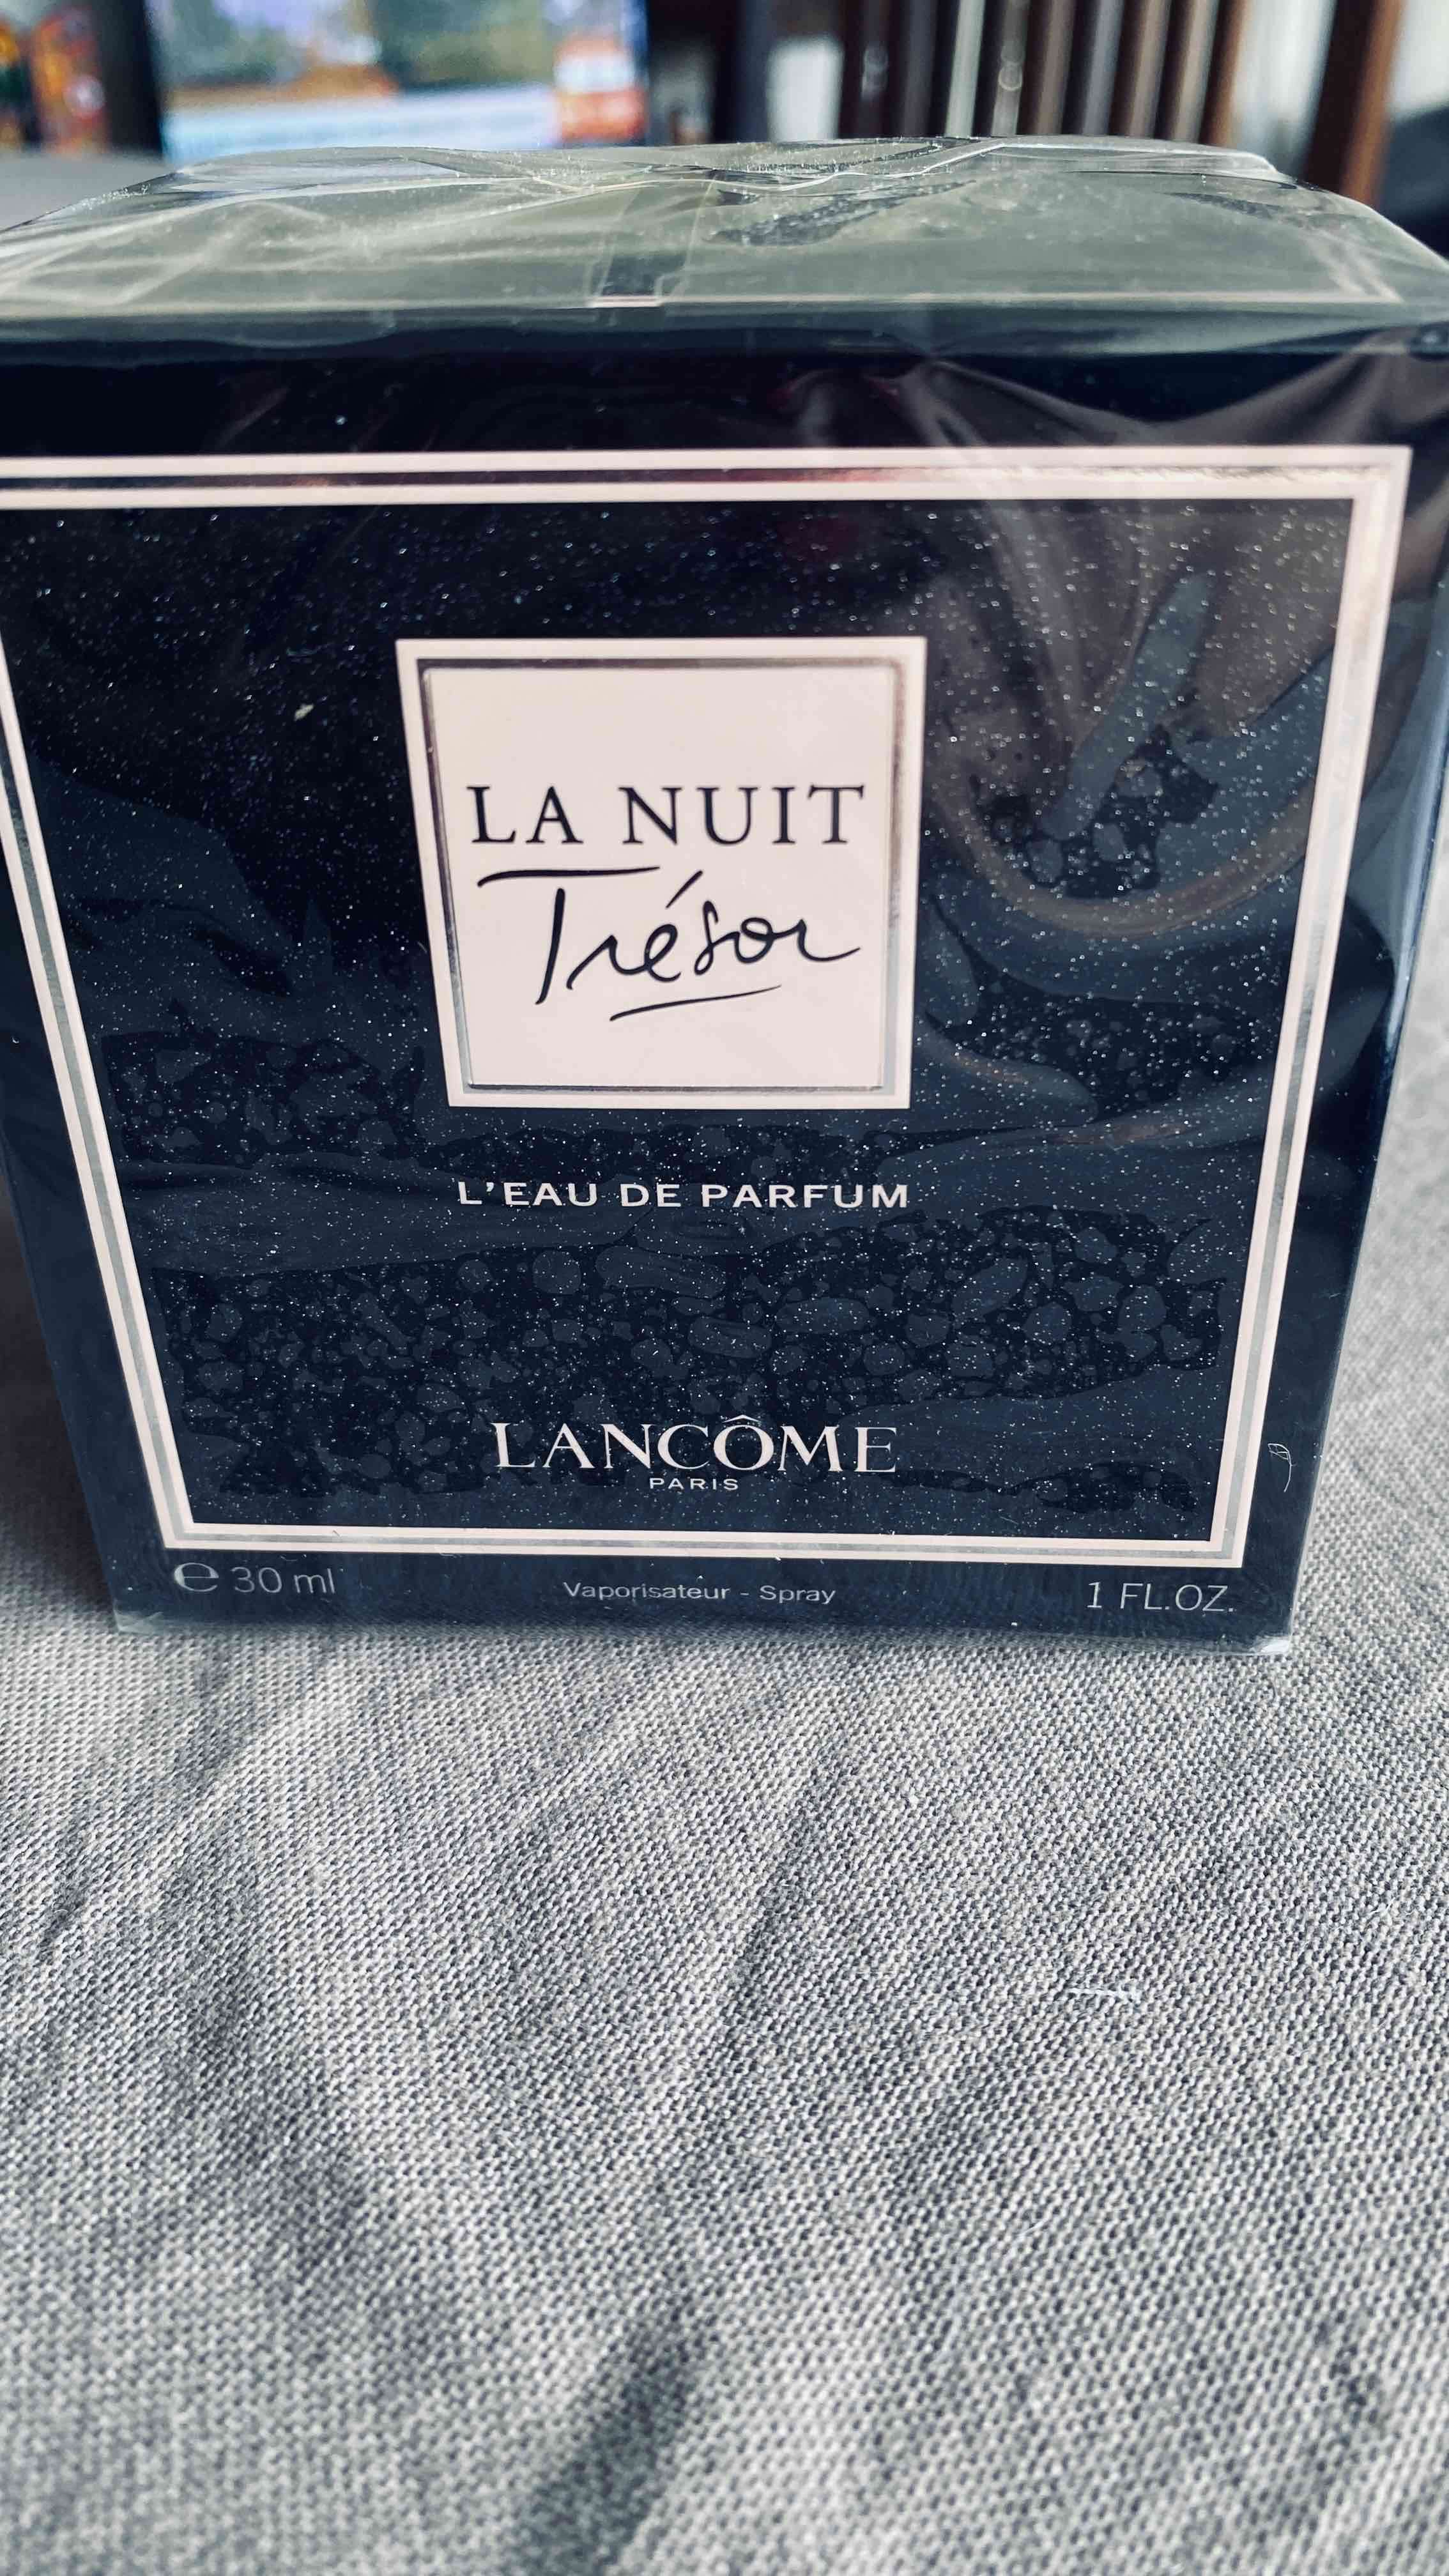 LA NUIT
Trésor
L'EAU DE PARFUM
LANCÔME
PARIS
℮ 30 ml
Vaporisateur - Spray
1 FL.OZ.